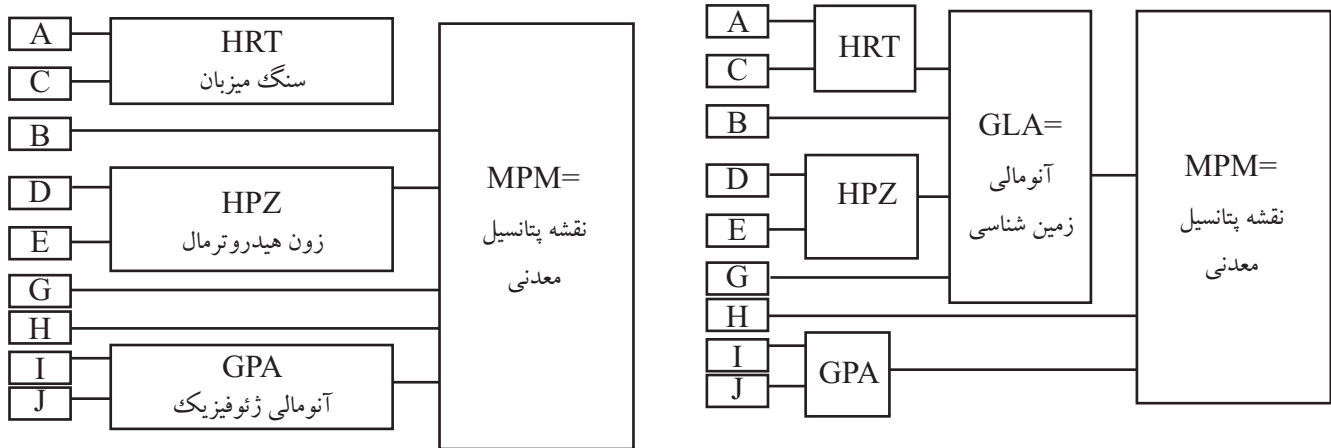 A
C
B
D
E
G
H
I
J
HRT
سنگ میزبان
HPZ
زون هیدروترمال
GPA
آنومالی ژئوفیزیک
MPM=
نقشه پتانسیل
معدنی
A
C
B
D
E
G
H
I
J
HRT
HPZ
GPA
GLA=
آنومالی
زمین شناسی
MPM=
نقشه پتانسیل
معدنی